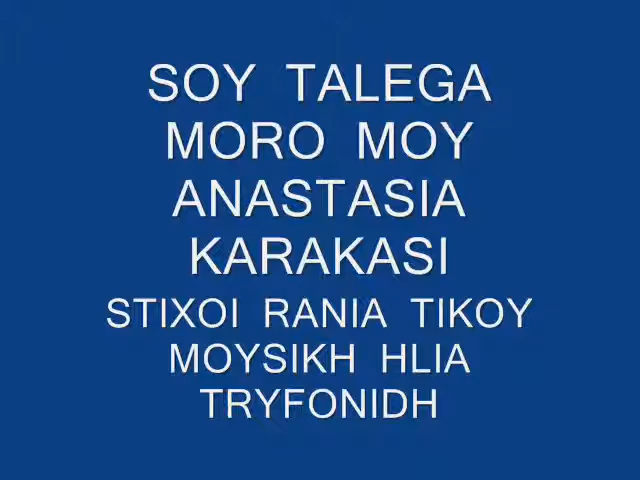 SOY TALEGA
MORO MOY
ANASTASIA
KARAKASI
STIXOI RANIA TIKOY
MOYSIKH HLIA
TRYFONIDH